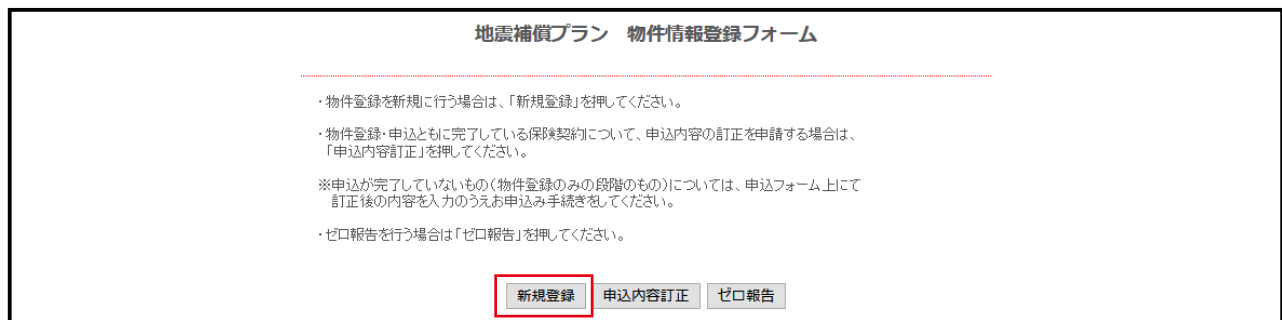 地震補償プラン　物件情報登録フォーム
・物件登録を新規に行う場合は、「新規登録」を押してください。
・物件登録・申込ともに完了している保険契約について、申込内容の訂正を申請する場合は、
「申込内容訂正」を押してください。
※申込が完了していないもの(物件登録のみの段階のもの)については、申込フォーム上にて
訂正後の内容を入力のうえお申込み手続きをしてください。
・ゼロ報告を行う場合は「ゼロ報告」を押してください。
新規登録 申込内容訂正 ゼロ報告